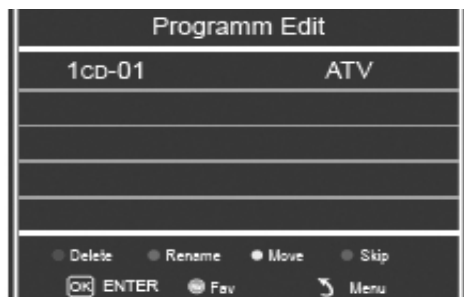 Programm Edit
1CD-01 ATV
Delete Rename Move Skip
OK ENTER Fav Menu